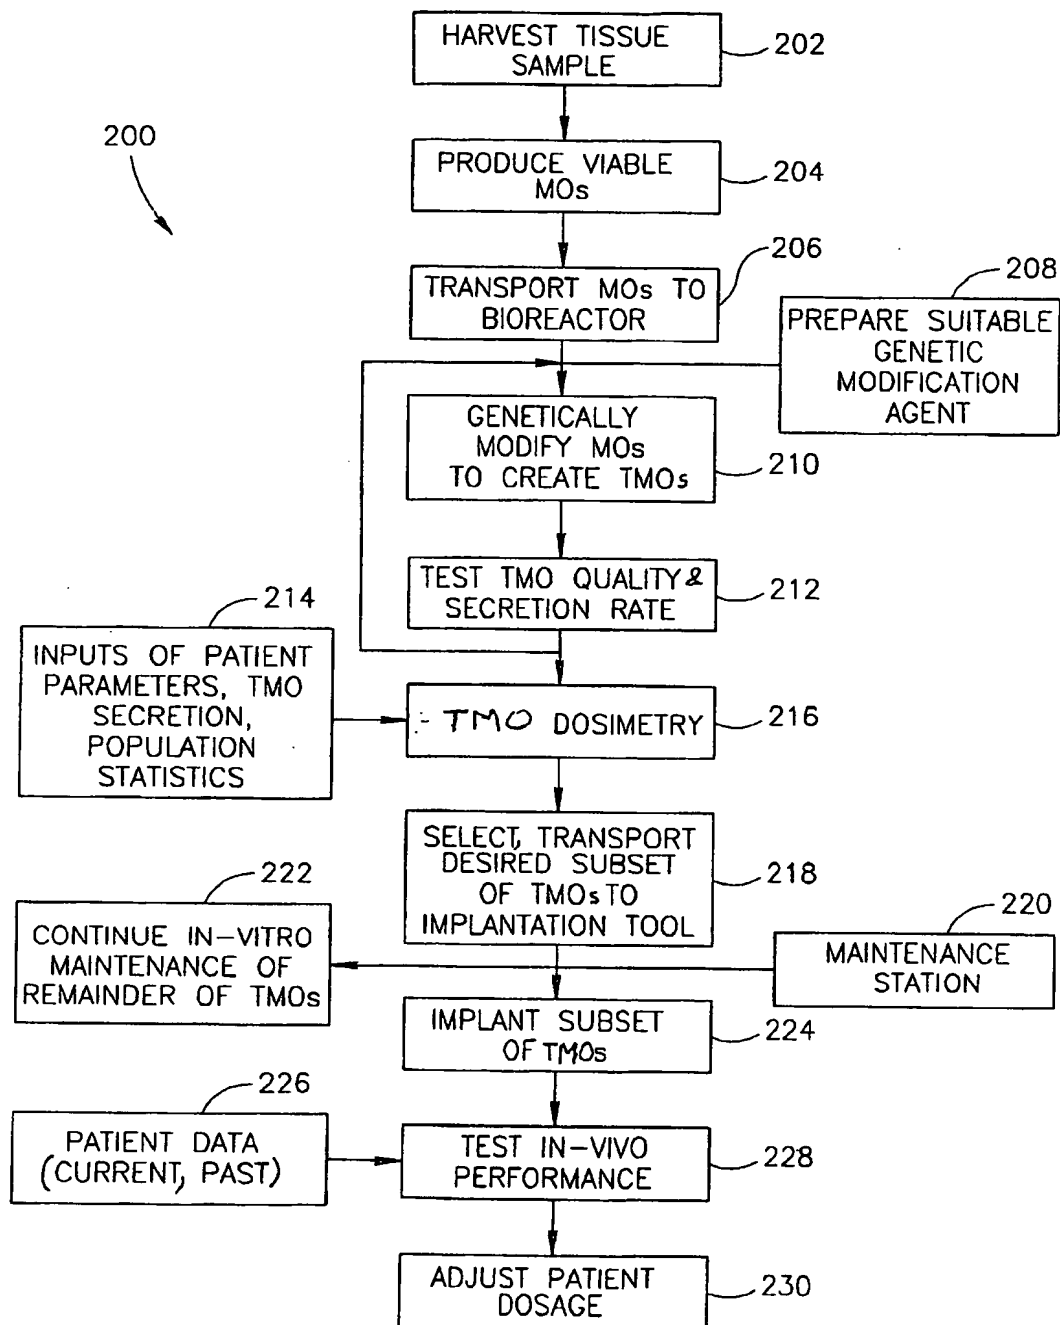 HARVEST TISSUE
SAMPLE
202
200
PRODUCE VIABLE
MOs
204
206
TRANSPORT MOs TO
BIOREACTOR
208
PREPARE SUITABLE
GENETIC
MODIFICATION
AGENT
GENETICALLY
MODIFY MOs
TO CREATE TMOs
210
TEST TMO QUALITY &
SECRETION RATE
212
214
INPUTS OF PATIENT
PARAMETERS, TMO
SECRETION,
POPULATION
STATISTICS
TMO DOSIMETRY
216
SELECT, TRANSPORT
DESIRED SUBSET
OF TMOs TO
IMPLANTATION TOOL
218
222
CONTINUE IN-VITRO
MAINTENANCE OF
REMAINDER OF TMOs
220
MAINTENANCE
STATION
IMPLANT SUBSET
OF TMOs
224
226
PATIENT DATA
(CURRENT, PAST)
TEST IN-VIVO
PERFORMANCE
228
ADJUST PATIENT
DOSAGE
230